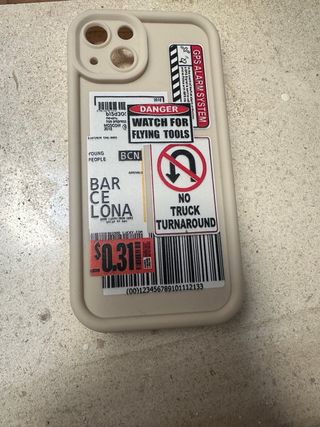 GPS ALARM SYSTEM
DANGER
WATCH FOR
FLYING TOOLS
YOUNG
PEOPLE
BCN
BAR
CE
LONA
NO
TRUCK
TURNAROUND
$0.31
(00)123456789101112133